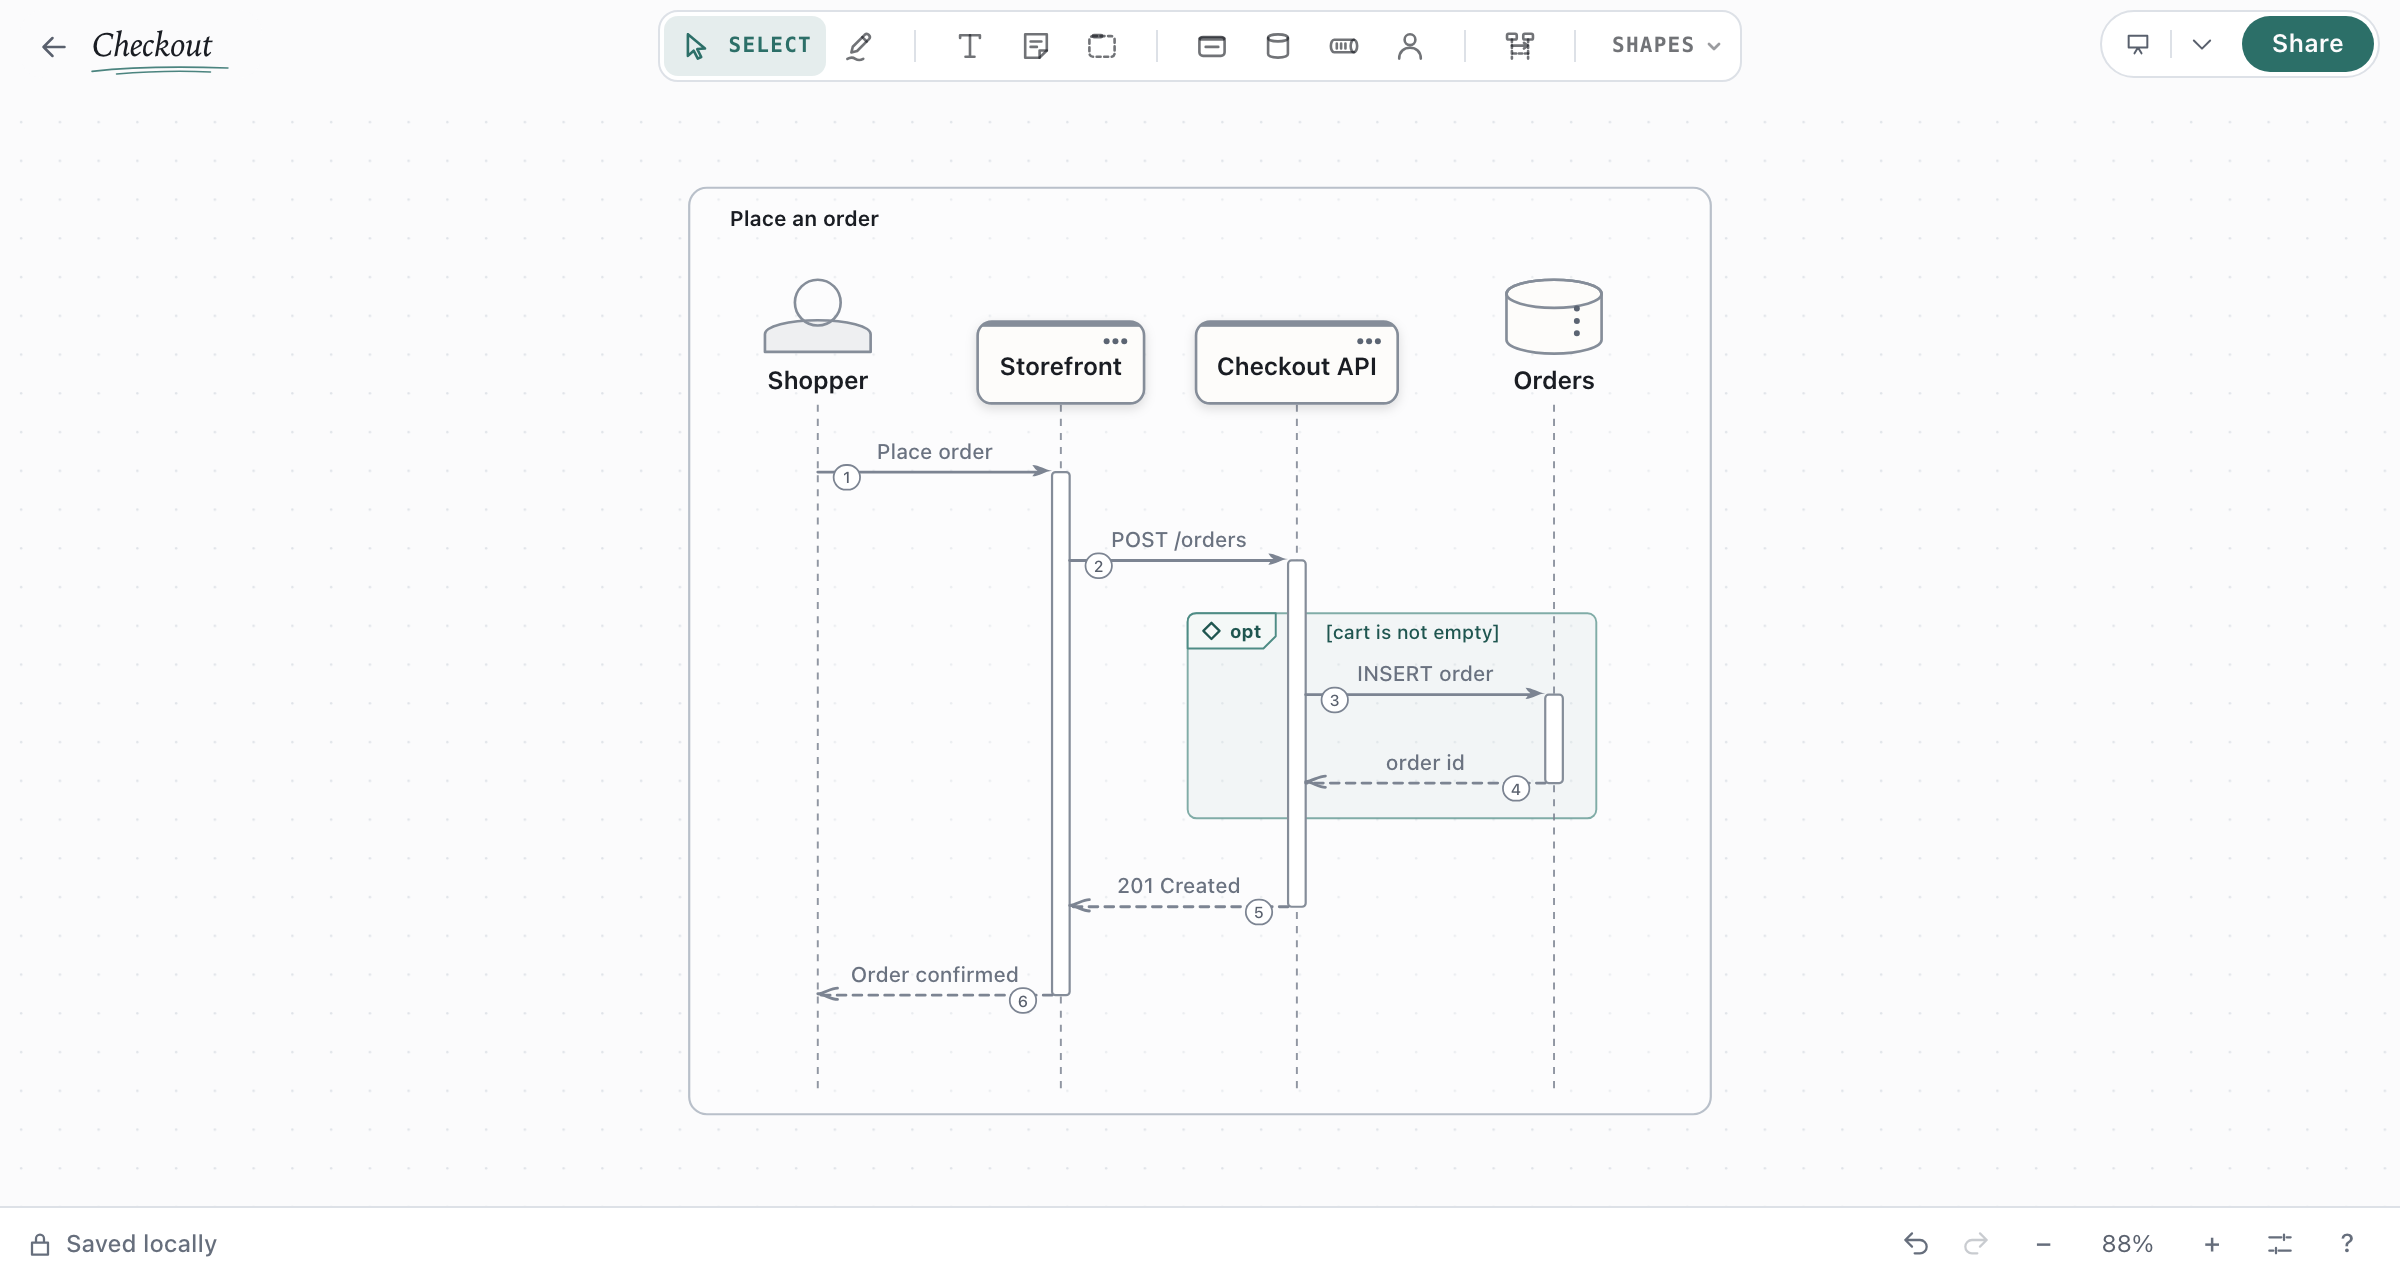 Checkout
SELECT
SHAPES
Share
Place an order
Shopper
Storefront
Checkout API
Orders
Place order
1
POST /orders
2
opt
[cart is not empty]
INSERT order
3
order id
4
201 Created
5
Order confirmed
6
Saved locally
88%
?